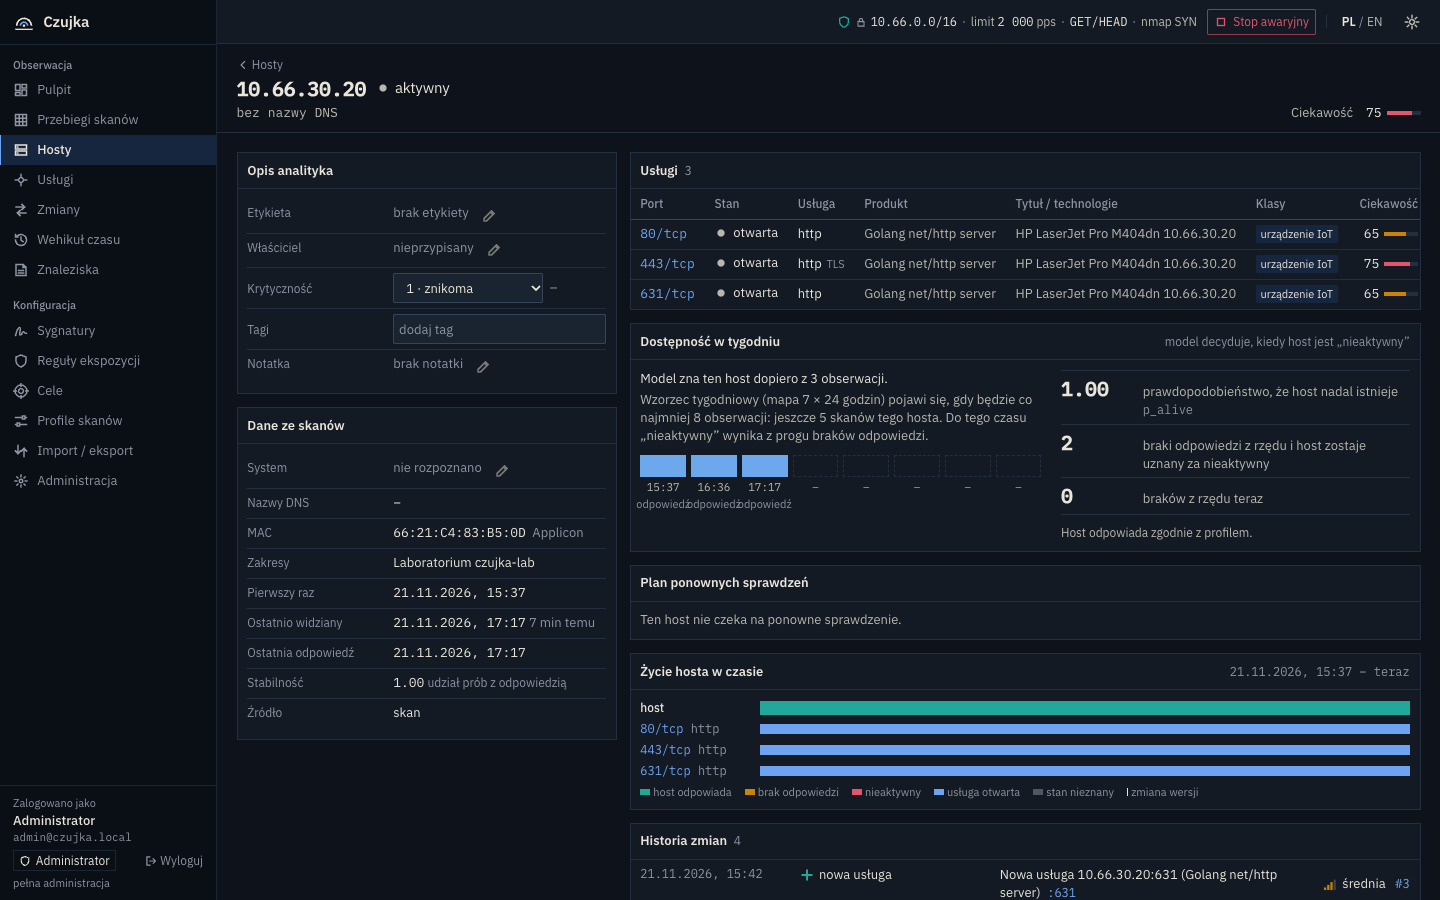 Czujka
10.66.0.0/16 · limit 2 000 pps · GET/HEAD · nmap SYN
Stop awaryjny
PL / EN
Obserwacja
Pulpit
Przebiegi skanów
Hosty
Usługi
Zmiany
Wehikuł czasu
Znaleziska
Konfiguracja
Sygnatury
Reguły ekspozycji
Cele
Profile skanów
Import / eksport
Administracja
Zalogowano jako
Administrator
admin@czujka.local
Administrator
Wyloguj
pełna administracja
Hosty
10.66.30.20 aktywny
bez nazwy DNS
Ciekawość 75
Opis analityka
Etykieta brak etykiety
Właściciel nieprzypisany
Krytyczność 1 · znikoma –
Tagi dodaj tag
Notatka brak notatki
Dane ze skanów
System nie rozpoznano
Nazwy DNS –
MAC 66:21:C4:83:B5:0D Applicon
Zakresy Laboratorium czujka-lab
Pierwszy raz 21.11.2026, 15:37
Ostatnio widziany 21.11.2026, 17:17 7 min temu
Ostatnia odpowiedź 21.11.2026, 17:17
Stabilność 1.00 udział prób z odpowiedzią
Źródło skan
Usługi 3
Port Stan Usługa Produkt Tytuł / technologie Klasy Ciekawość
80/tcp otwarta http Golang net/http server HP LaserJet Pro M404dn 10.66.30.20 urządzenie IoT 65
443/tcp otwarta http TLS Golang net/http server HP LaserJet Pro M404dn 10.66.30.20 urządzenie IoT 75
631/tcp otwarta http Golang net/http server HP LaserJet Pro M404dn 10.66.30.20 urządzenie IoT 65
Dostępność w tygodniu
model decyduje, kiedy host jest „nieaktywny”
Model zna ten host dopiero z 3 obserwacji.
Wzorzec tygodniowy (mapa 7 × 24 godzin) pojawi się, gdy będzie co
najmniej 8 obserwacji: jeszcze 5 skanów tego hosta. Do tego czasu
„nieaktywny” wynika z progu braków odpowiedzi.
15:37 16:36 17:17 – – – – –
odpowiedź odpowiedź odpowiedź
1.00 prawdopodobieństwo, że host nadal istnieje
p_alive
2 braki odpowiedzi z rzędu i host zostaje
uznany za nieaktywny
0 braków z rzędu teraz
Host odpowiada zgodnie z profilem.
Plan ponownych sprawdzeń
Ten host nie czeka na ponowne sprawdzenie.
Życie hosta w czasie
21.11.2026, 15:37 – teraz
host
80/tcp http
443/tcp http
631/tcp http
host odpowiada brak odpowiedzi nieaktywny usługa otwarta stan nieznany zmiana wersji
Historia zmian 4
21.11.2026, 15:42 nowa usługa Nowa usługa 10.66.30.20:631 (Golang net/http
server) :631
średnia #3